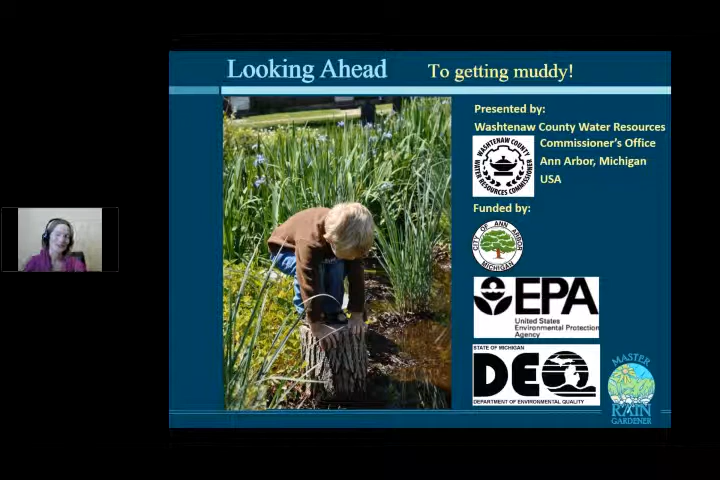 Looking Ahead
To getting muddy!
Presented by:
Washtenaw County Water Resources
Commissioner's Office
Ann Arbor, Michigan
USA
WASHTENAW COUNTY
WATER RESOURCES COMMISSIONER
Funded by:
CITY OF ANN ARBOR
MICHIGAN
EPA
United States
Environmental Protection
Agency
STATE OF MICHIGAN
DEQ
DEPARTMENT OF ENVIRONMENTAL QUALITY
MASTER
RAIN
GARDENER